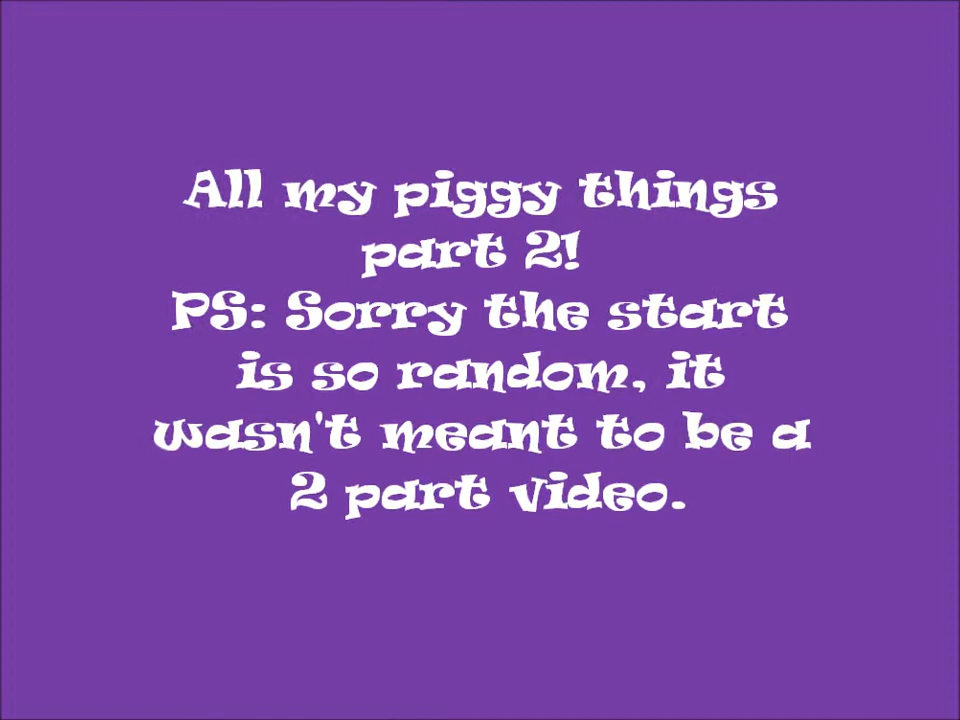 All my piggy things
part 2!
PS: Sorry the start
is so random, it
wasn't meant to be a
2 part video.